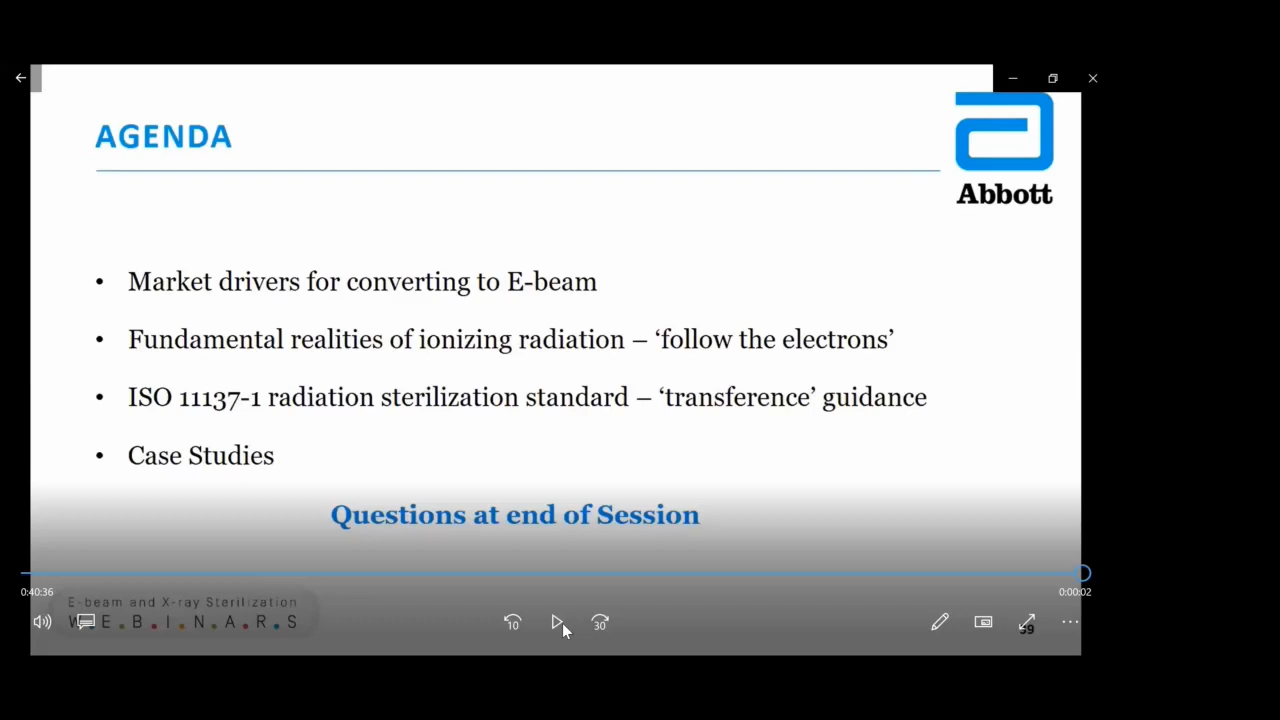 AGENDA
Abbott
• Market drivers for converting to E-beam
• Fundamental realities of ionizing radiation – ‘follow the electrons’
• ISO 11137-1 radiation sterilization standard – ‘transference’ guidance
• Case Studies
Questions at end of Session
0:40:36
0:00:02
E-beam and X-ray Sterilization
W.E.B.I.N.A.R.S
10
30